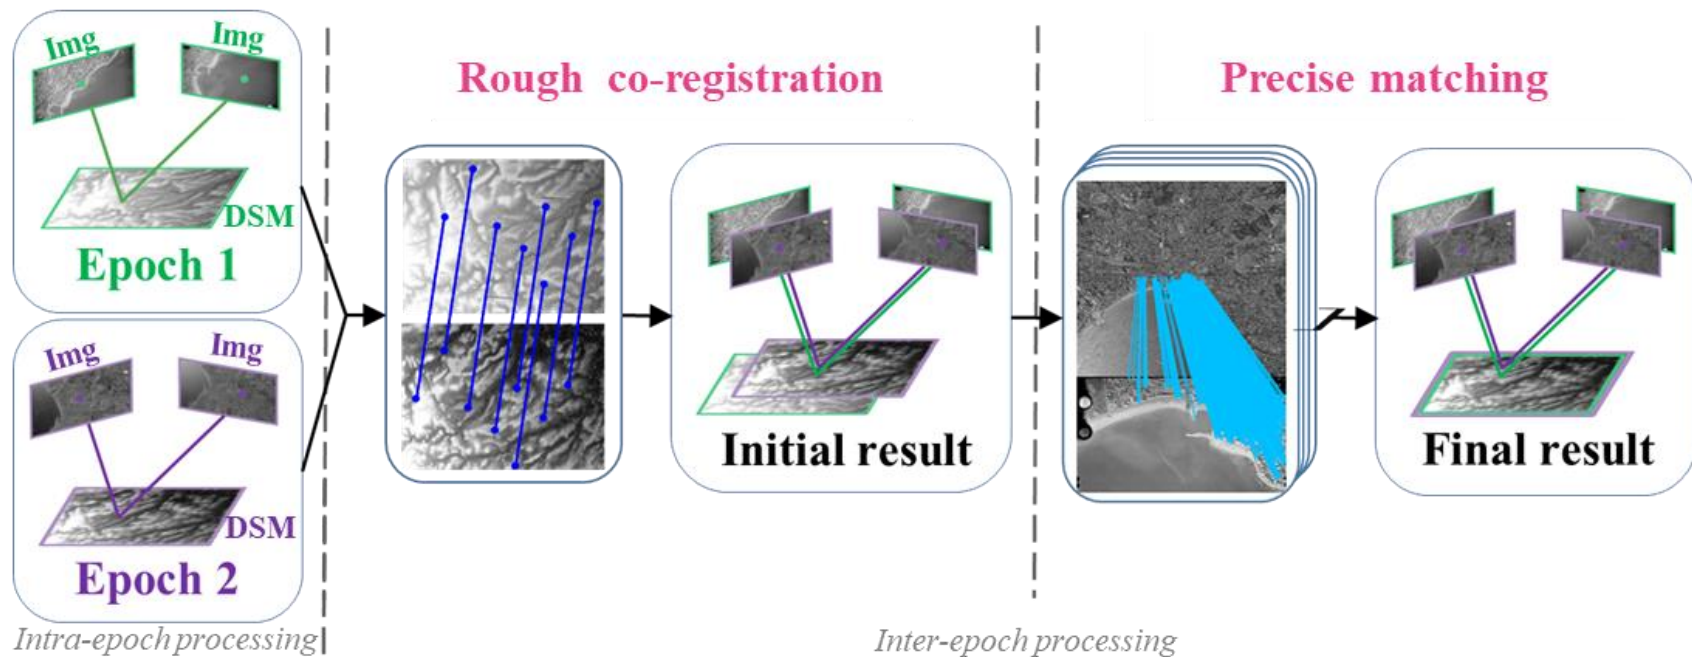 Img
Img
DSM
Epoch 1
Img
Img
DSM
Epoch 2
Intra-epoch processing
Rough co-registration
Initial result
Precise matching
Final result
Inter-epoch processing